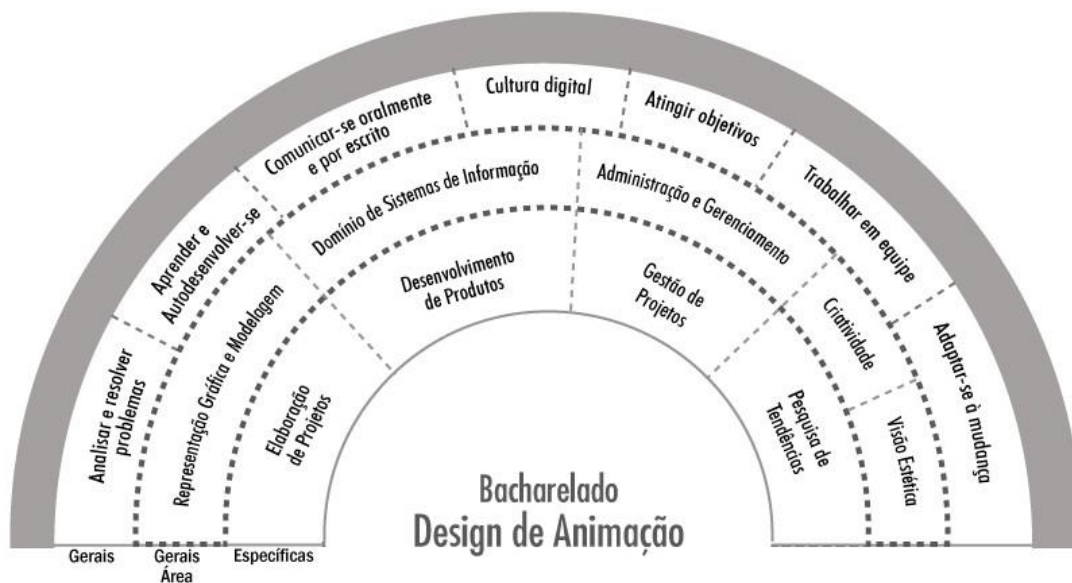 Analisar e resolver
problemas
Aprender e
Autodesenvolver-se
Comunicar-se oralmente
e por escrito
Cultura digital
Atingir objetivos
Trabalhar em equipe
Adaptar-se à mudança
Representação Gráfica e Modelagem
Domínio de Sistemas de Informação
Administração e Gerenciamento
Criatividade
Visão Estética
Elaboração
de Projetos
Desenvolvimento
de Produtos
Gestão de
Projetos
Pesquisa de
Tendências
Bacharelado
Design de Animação
Gerais
Gerais
Área
Específicas